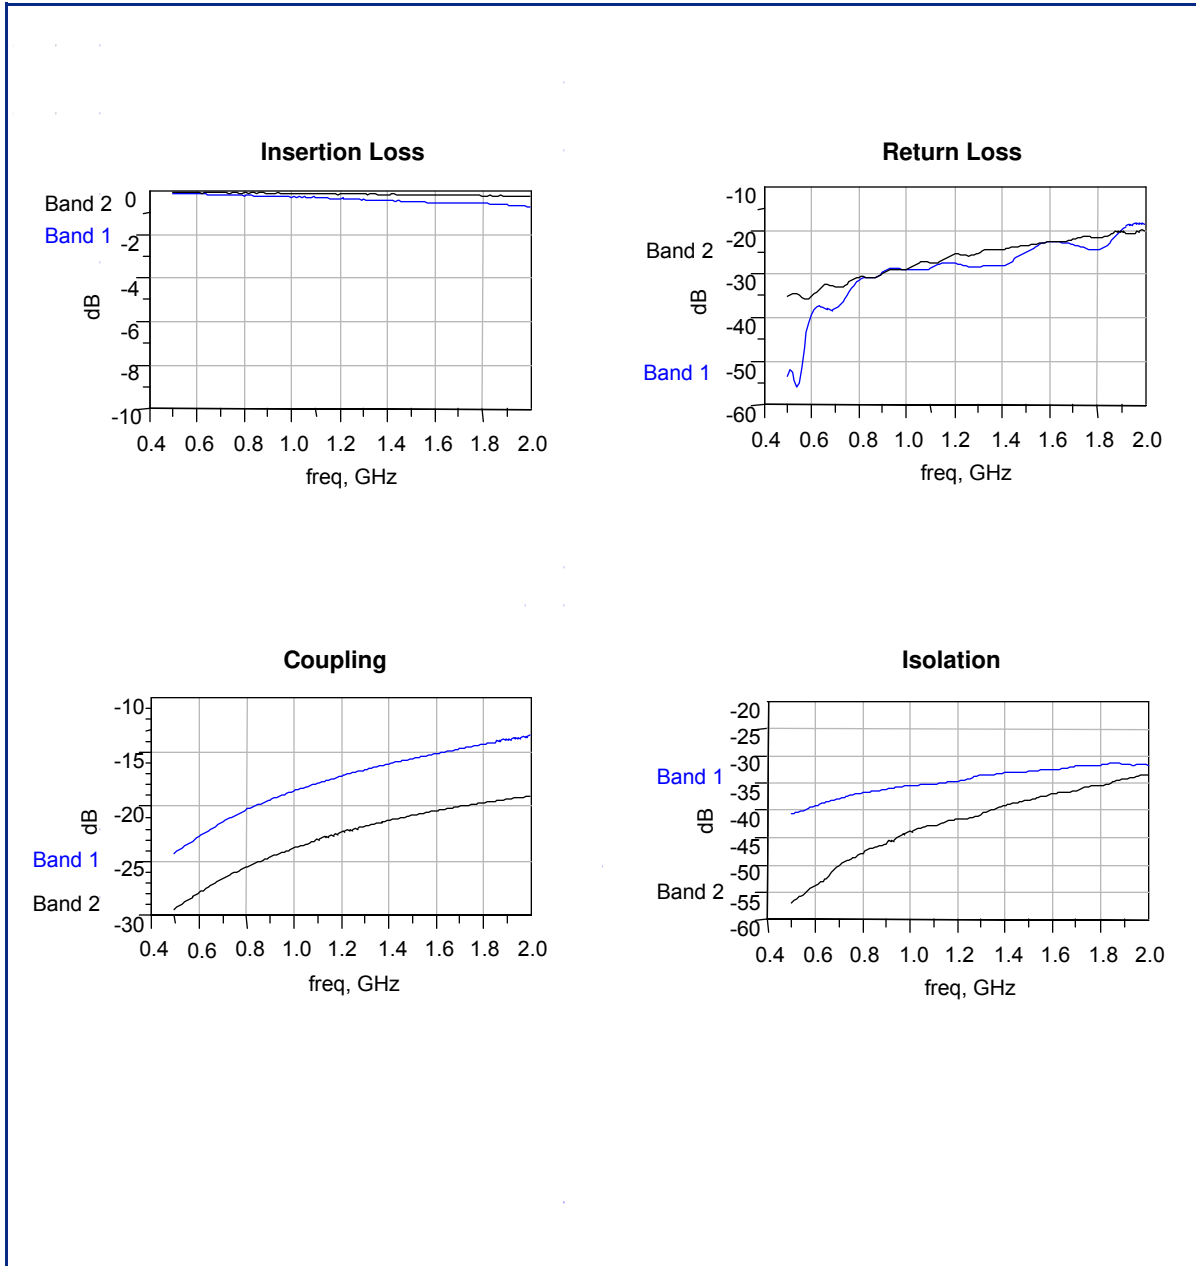 Insertion Loss
Band 2
Band 1
dB
0
-2
-4
-6
-8
-10
0.4 0.6 0.8 1.0 1.2 1.4 1.6 1.8 2.0
freq, GHz
Return Loss
Band 2
Band 1
dB
-10
-20
-30
-40
-50
-60
0.4 0.6 0.8 1.0 1.2 1.4 1.6 1.8 2.0
freq, GHz
Coupling
dB
Band 1
Band 2
-10
-15
-20
-25
-30
0.4 0.6 0.8 1.0 1.2 1.4 1.6 1.8 2.0
freq, GHz
Isolation
Band 1
dB
Band 2
-20
-25
-30
-35
-40
-45
-50
-55
-60
0.4 0.6 0.8 1.0 1.2 1.4 1.6 1.8 2.0
freq, GHz